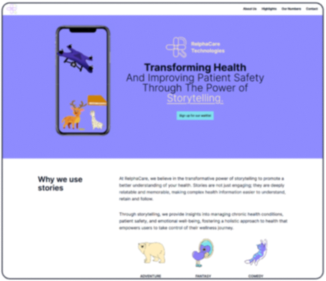 About Us Highlights Our Numbers Contact
RelphaCare
Technologies
Transforming Health
And Improving Patient Safety
Through The Power of
Storytelling.
Sign up to our waitlist
Why we use
stories
At RelphaCare, we believe in the transformative power of storytelling to promote a
better understanding of your health. Stories are not just engaging; they are deeply
relatable and memorable, making complex health information easier to understand,
retain and follow.
Through storytelling, we provide insights into managing chronic health conditions,
patient safety, and emotional well being, fostering a holistic approach to health that
empowers users to take control of their wellness journey.
ADVENTURE FANTASY COMEDY